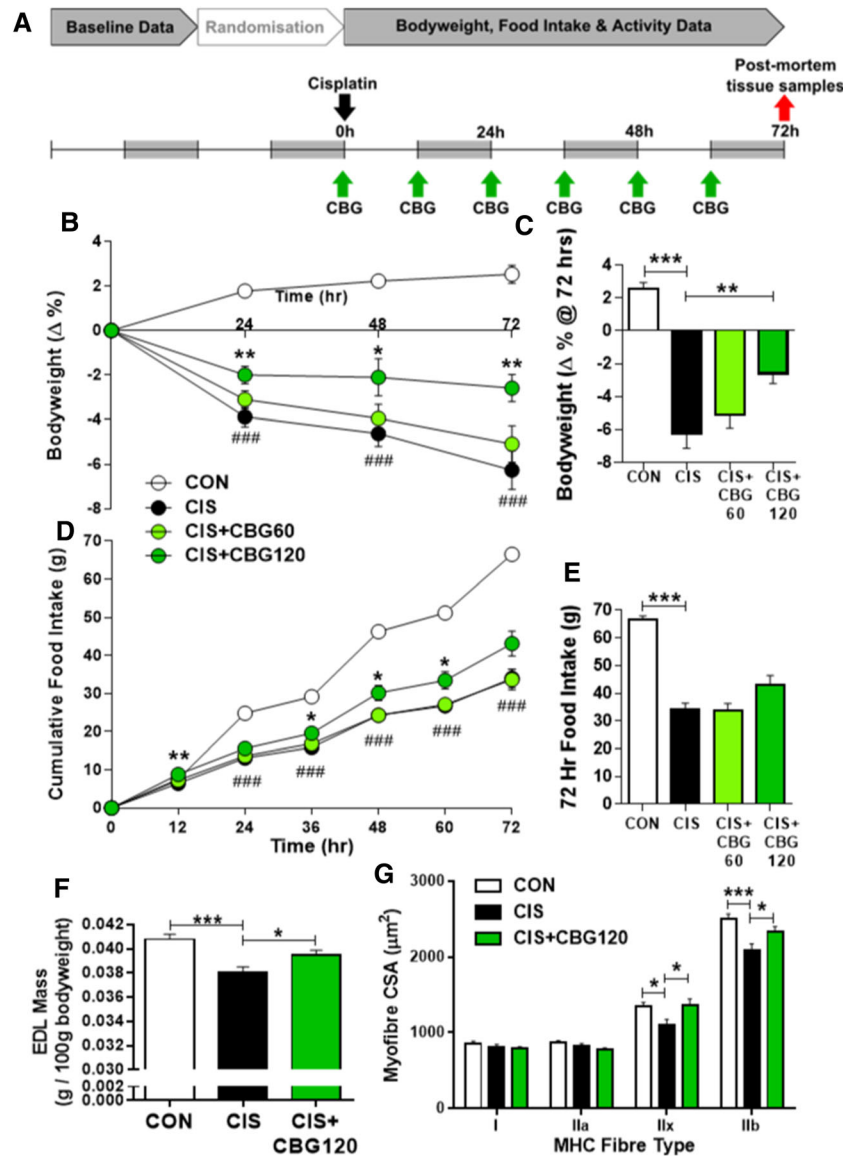 A
Baseline Data
Randomisation
Bodyweight, Food Intake & Activity Data
Cisplatin
Post-mortem
tissue samples
0h
24h
48h
72h
CBG
CBG
CBG
CBG
CBG
CBG
B
Bodyweight (Δ %)
4
2
0
-2
-4
-6
-8
Time (hr)
24
48
72
**
*
**
###
###
###
CON
CIS
CIS+CBG60
CIS+CBG120
C
Bodyweight (Δ % @ 72 hrs)
4
2
0
-2
-4
-6
-8
***
**
CON
CIS
CIS+
CBG
60
CIS+
CBG
120
D
Cumulative Food Intake (g)
70
60
50
40
30
20
10
0
**
*
*
*
###
###
###
###
###
0
12
24
36
48
60
72
Time (hr)
E
72 Hr Food Intake (g)
70
60
50
40
30
20
10
0
***
CON
CIS
CIS+
CBG
60
CIS+
CBG
120
F
EDL Mass
(g / 100g bodyweight)
0.042
0.040
0.038
0.036
0.034
0.032
0.030
0.002
0.000
***
*
CON
CIS
CIS+
CBG120
G
Myofibre CSA (μm²)
3000
2000
1000
0
CON
CIS
CIS+CBG120
*
*
***
*
I
IIa
IIx
IIb
MHC Fibre Type